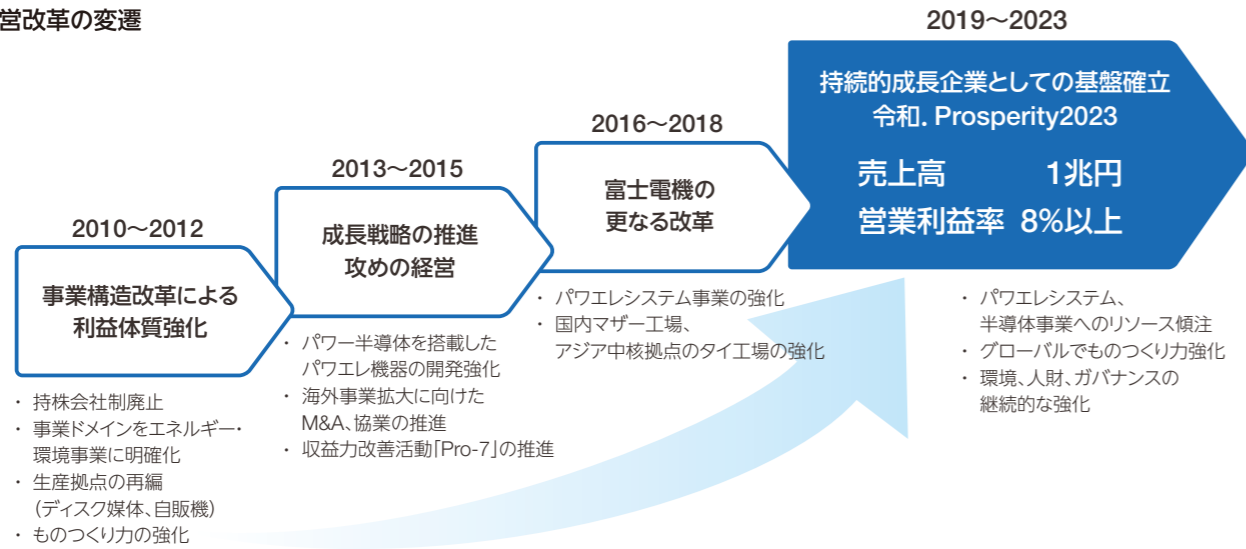 営改革の変遷
2010〜2012
事業構造改革による
利益体質強化
・ 持株会社制廃止
・ 事業ドメインをエネルギー・
環境事業に明確化
・ 生産拠点の再編
(ディスク媒体、自販機)
・ ものつくり力の強化
2013〜2015
成長戦略の推進
攻めの経営
・ パワー半導体を搭載した
パワエレ機器の開発強化
・ 海外事業拡大に向けた
M&A、協業の推進
・ 収益力改善活動「Pro-7」の推進
2016〜2018
富士電機の
更なる改革
・ パワエレシステム事業の強化
・ 国内マザー工場、
アジア中核拠点のタイ工場の強化
2019〜2023
持続的成長企業としての基盤確立
令和. Prosperity2023
売上高 1兆円
営業利益率 8%以上
・ パワエレシステム、
半導体事業へのリソース傾注
・ グローバルでものつくり力強化
・ 環境、人財、ガバナンスの
継続的な強化